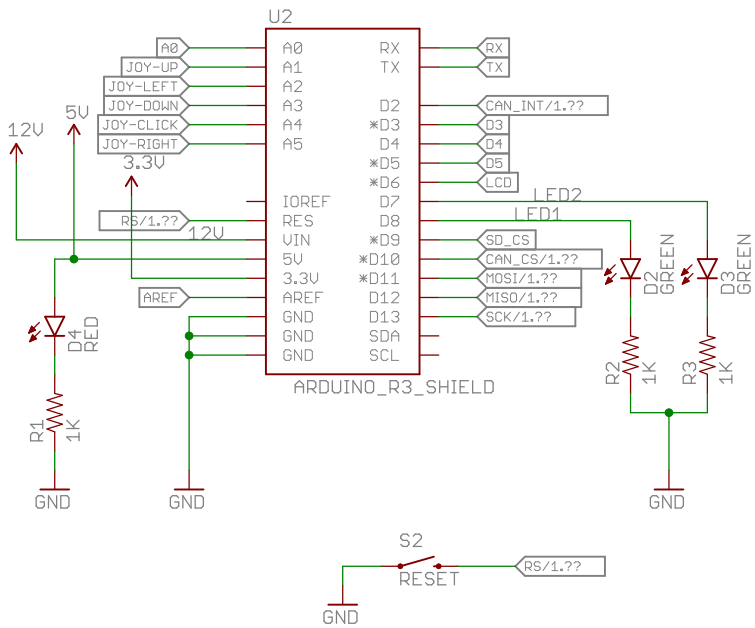 U2
A0 A0 RX RX
JOY-UP A1 TX TX
JOY-LEFT A2
JOY-DOWN A3 D2 CAN_INT/1.??
JOY-CLICK A4 *D3 D3
JOY-RIGHT A5 D4 D4
*D5 D5
*D6 LCD
5V
12V
3.3V
IOREF D7 LED2
RS/1.?? RES D8 LED1
12V VIN *D9 SD_CS
5V *D10 CAN_CS/1.??
3.3V *D11 MOSI/1.??
AREF AREF D12 MISO/1.??
GND D13 SCK/1.??
GND SDA
GND SCL
ARDUINO_R3_SHIELD
D4
RED
R1
1K
D2
GREEN
D3
GREEN
R2
1K
R3
1K
GND
GND
GND
S2
RESET
RS/1.??
GND